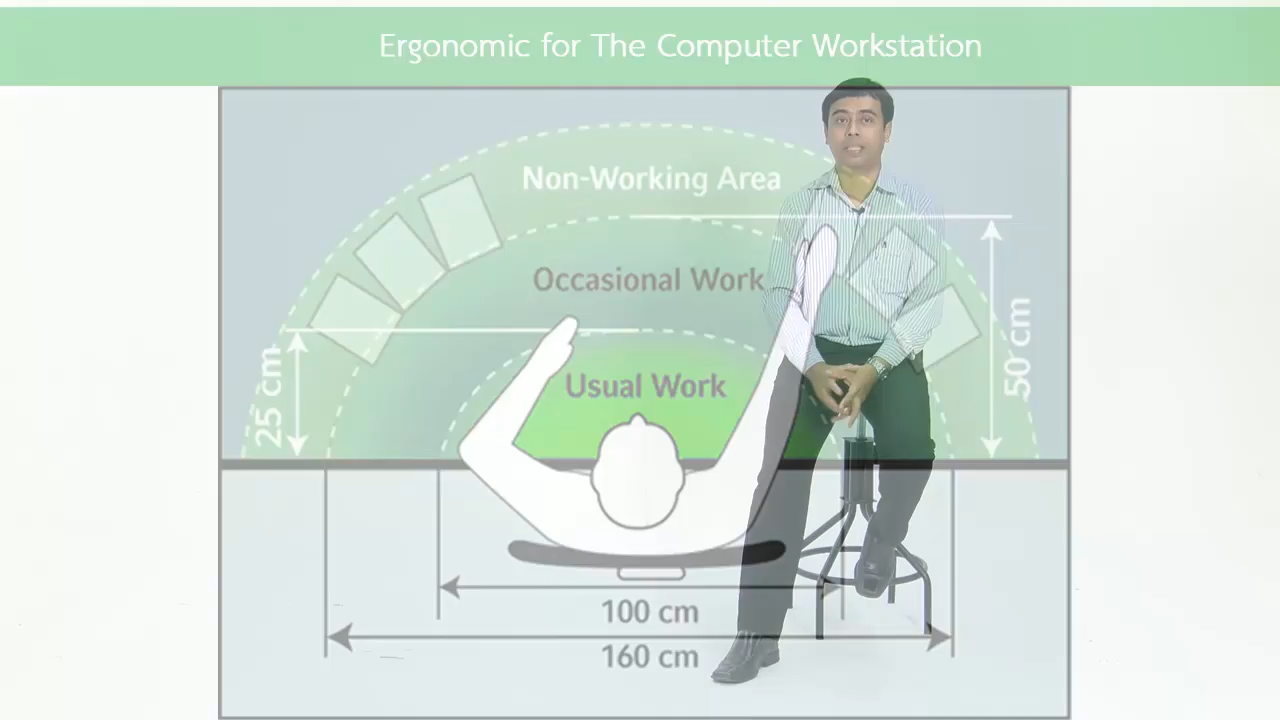 Ergonomic for The Computer Workstation
Non-Working Area
Occasional Work
Usual Work
25 cm
50 cm
100 cm
160 cm